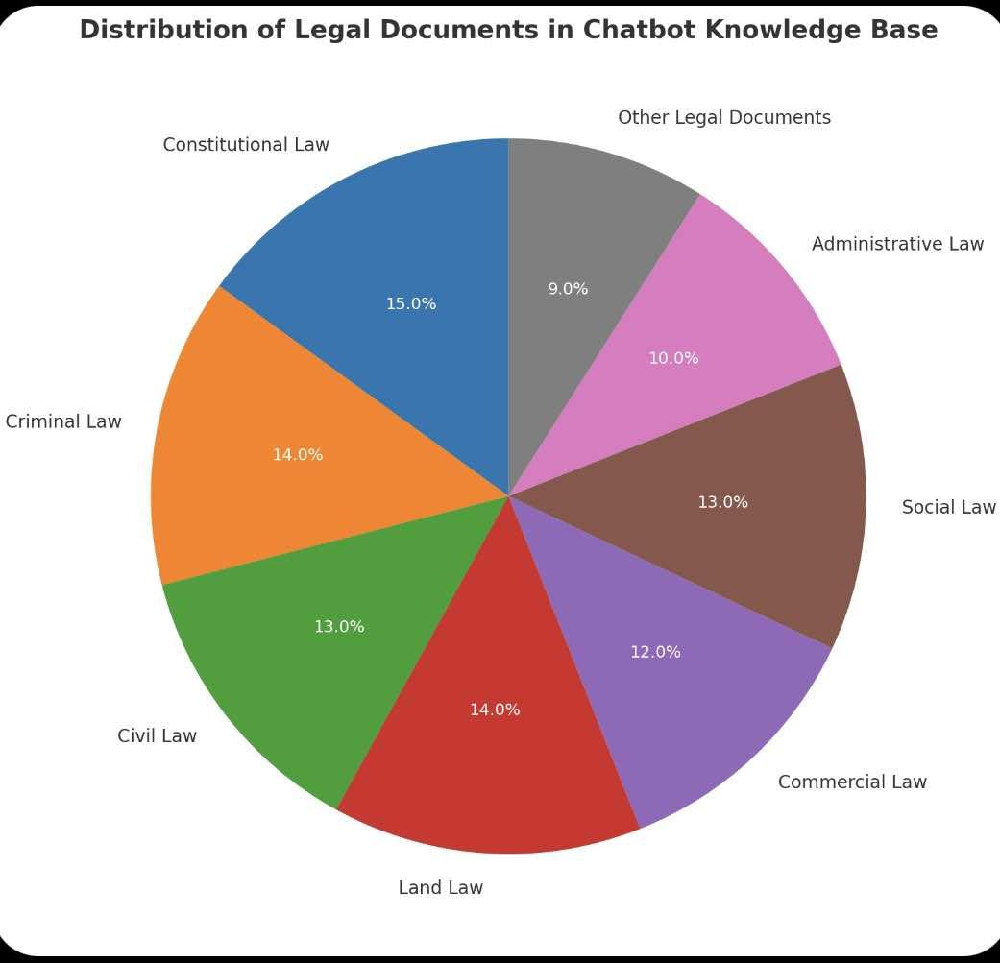 Distribution of Legal Documents in Chatbot Knowledge Base
Other Legal Documents
Constitutional Law
Administrative Law
9.0%
15.0%
10.0%
Criminal Law
14.0%
13.0%
Social Law
13.0%
12.0%
14.0%
Civil Law
Commercial Law
Land Law